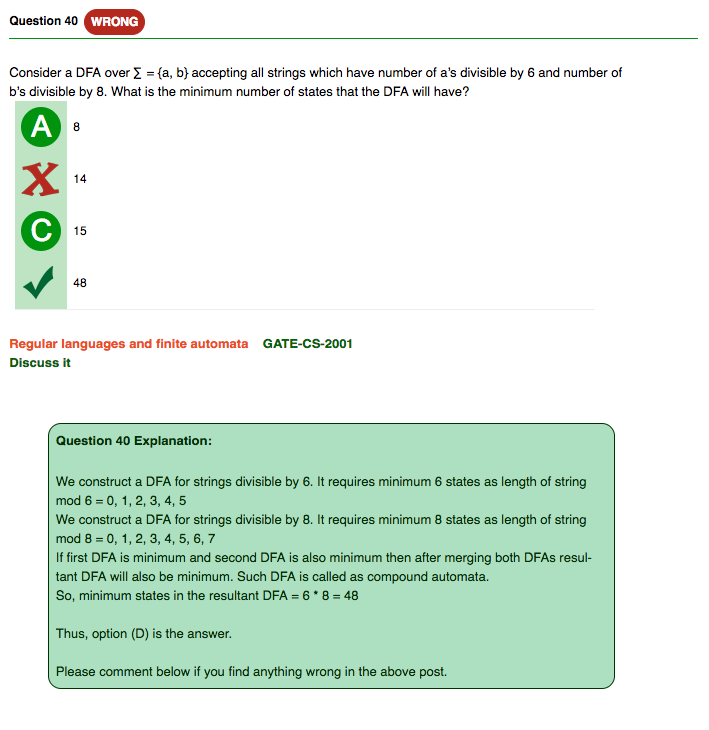 Question 40 WRONG
Consider a DFA over ∑ = {a, b} accepting all strings which have number of a's divisible by 6 and number of
b's divisible by 8. What is the minimum number of states that the DFA will have?
A 8
X 14
C 15
✓ 48
Regular languages and finite automata GATE-CS-2001
Discuss it
Question 40 Explanation:
We construct a DFA for strings divisible by 6. It requires minimum 6 states as length of string
mod 6 = 0, 1, 2, 3, 4, 5
We construct a DFA for strings divisible by 8. It requires minimum 8 states as length of string
mod 8 = 0, 1, 2, 3, 4, 5, 6, 7
If first DFA is minimum and second DFA is also minimum then after merging both DFAs resul-
tant DFA will also be minimum. Such DFA is called as compound automata.
So, minimum states in the resultant DFA = 6 * 8 = 48
Thus, option (D) is the answer.
Please comment below if you find anything wrong in the above post.